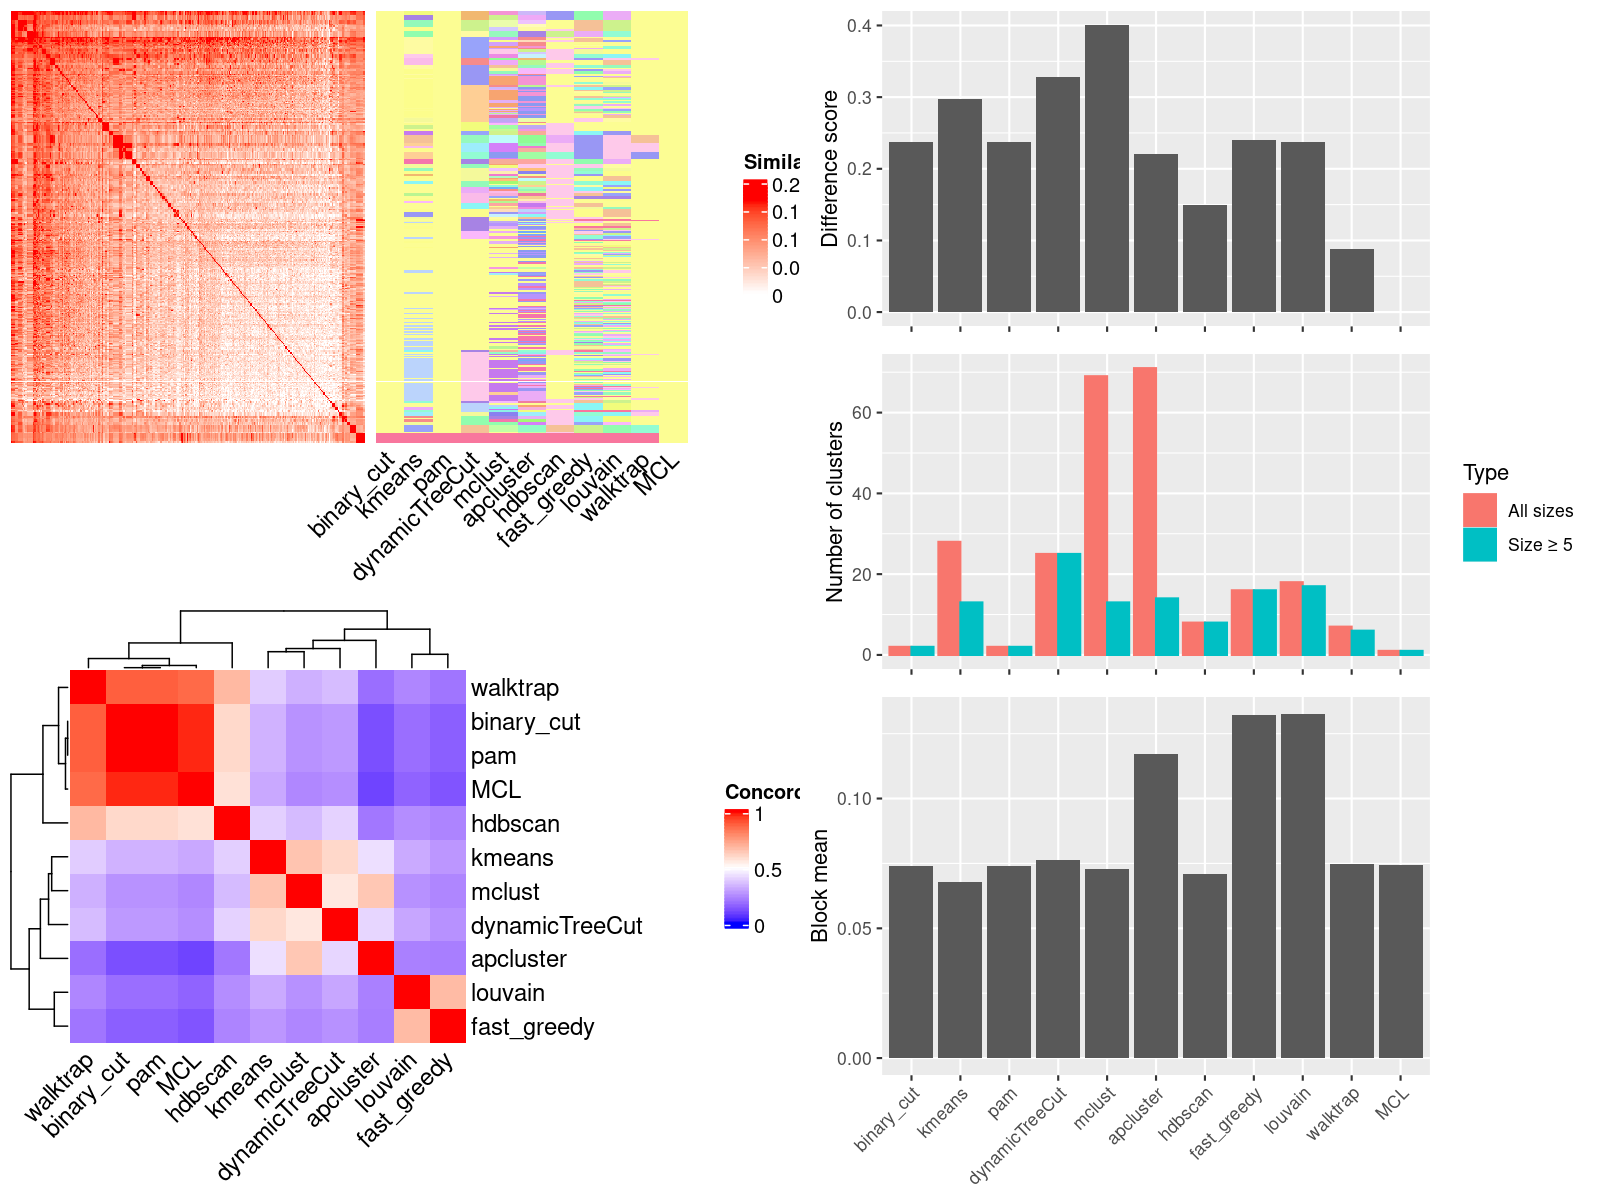 Simila
0.2
0.1
0.1
0.0
0
binary_cut
kmeans
pam
dynamicTreeCut
mclust
apcluster
hdbscan
fast_greedy
louvain
walktrap
MCL
walktrap
binary_cut
pam
MCL
hdbscan
kmeans
mclust
dynamicTreeCut
apcluster
louvain
fast_greedy
Concord
1
0.5
0
walktrap
binary_cut
pam
MCL
hdbscan
kmeans
mclust
dynamicTreeCut
apcluster
louvain
fast_greedy
Difference score
0.4
0.3
0.2
0.1
0.0
Number of clusters
60
40
20
0
Type
All sizes
Size ≥ 5
Block mean
0.10
0.05
0.00
binary_cut
kmeans
pam
dynamicTreeCut
mclust
apcluster
hdbscan
fast_greedy
louvain
walktrap
MCL